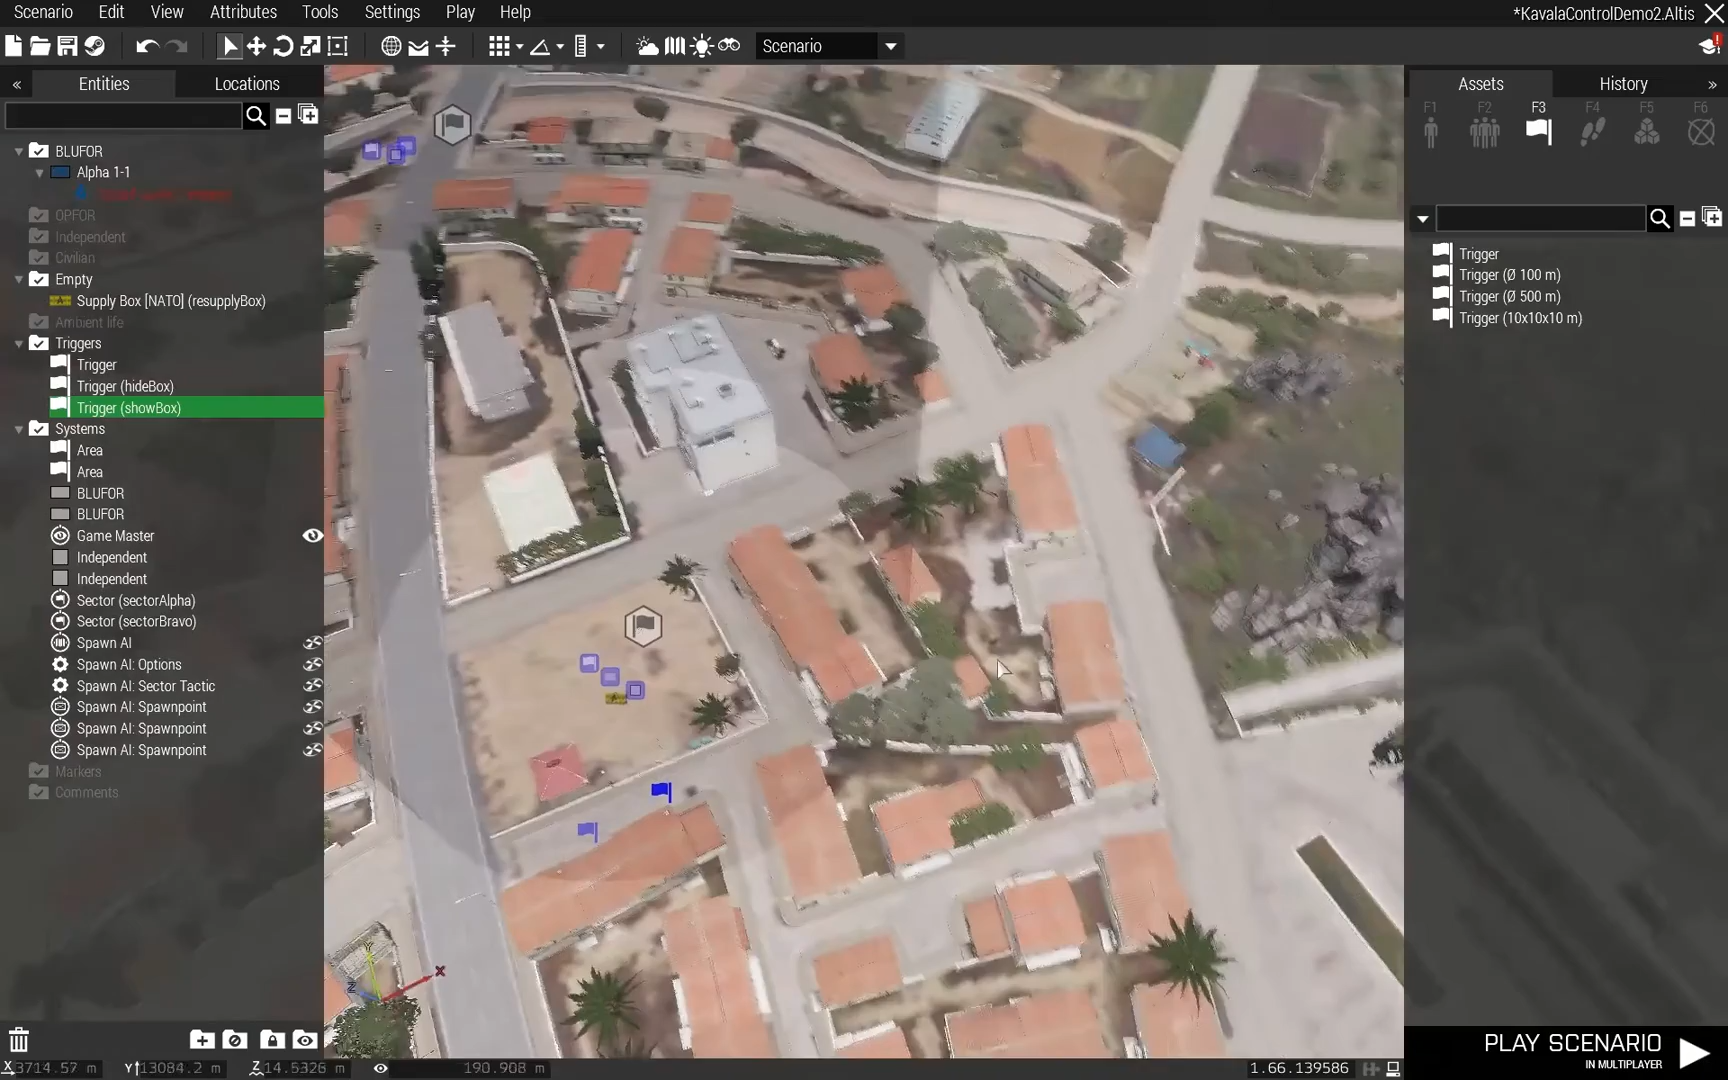 Scenario Edit View Attributes Tools Settings Play Help
*KavalaControlDemo2.Altis
Scenario
Entities Locations
BLUFOR
Alpha 1-1
OPFOR
Independent
Civilian
Empty
Supply Box [NATO] (resupplyBox)
Ambient life
Triggers
Trigger
Trigger (hideBox)
Trigger (showBox)
Systems
Area
Area
BLUFOR
BLUFOR
Game Master
Independent
Independent
Sector (sectorAlpha)
Sector (sectorBravo)
Spawn AI
Spawn AI: Options
Spawn AI: Sector Tactic
Spawn AI: Spawnpoint
Spawn AI: Spawnpoint
Spawn AI: Spawnpoint
Markers
Comments
Assets History
F1 F2 F3 F4 F5 F6
Trigger
Trigger (Ø 100 m)
Trigger (Ø 500 m)
Trigger (10x10x10 m)
PLAY SCENARIO
IN MULTIPLAYER
X 3714.57 m Y 13084.2 m Z 14.5326 m 190.908 m 1.66.139586